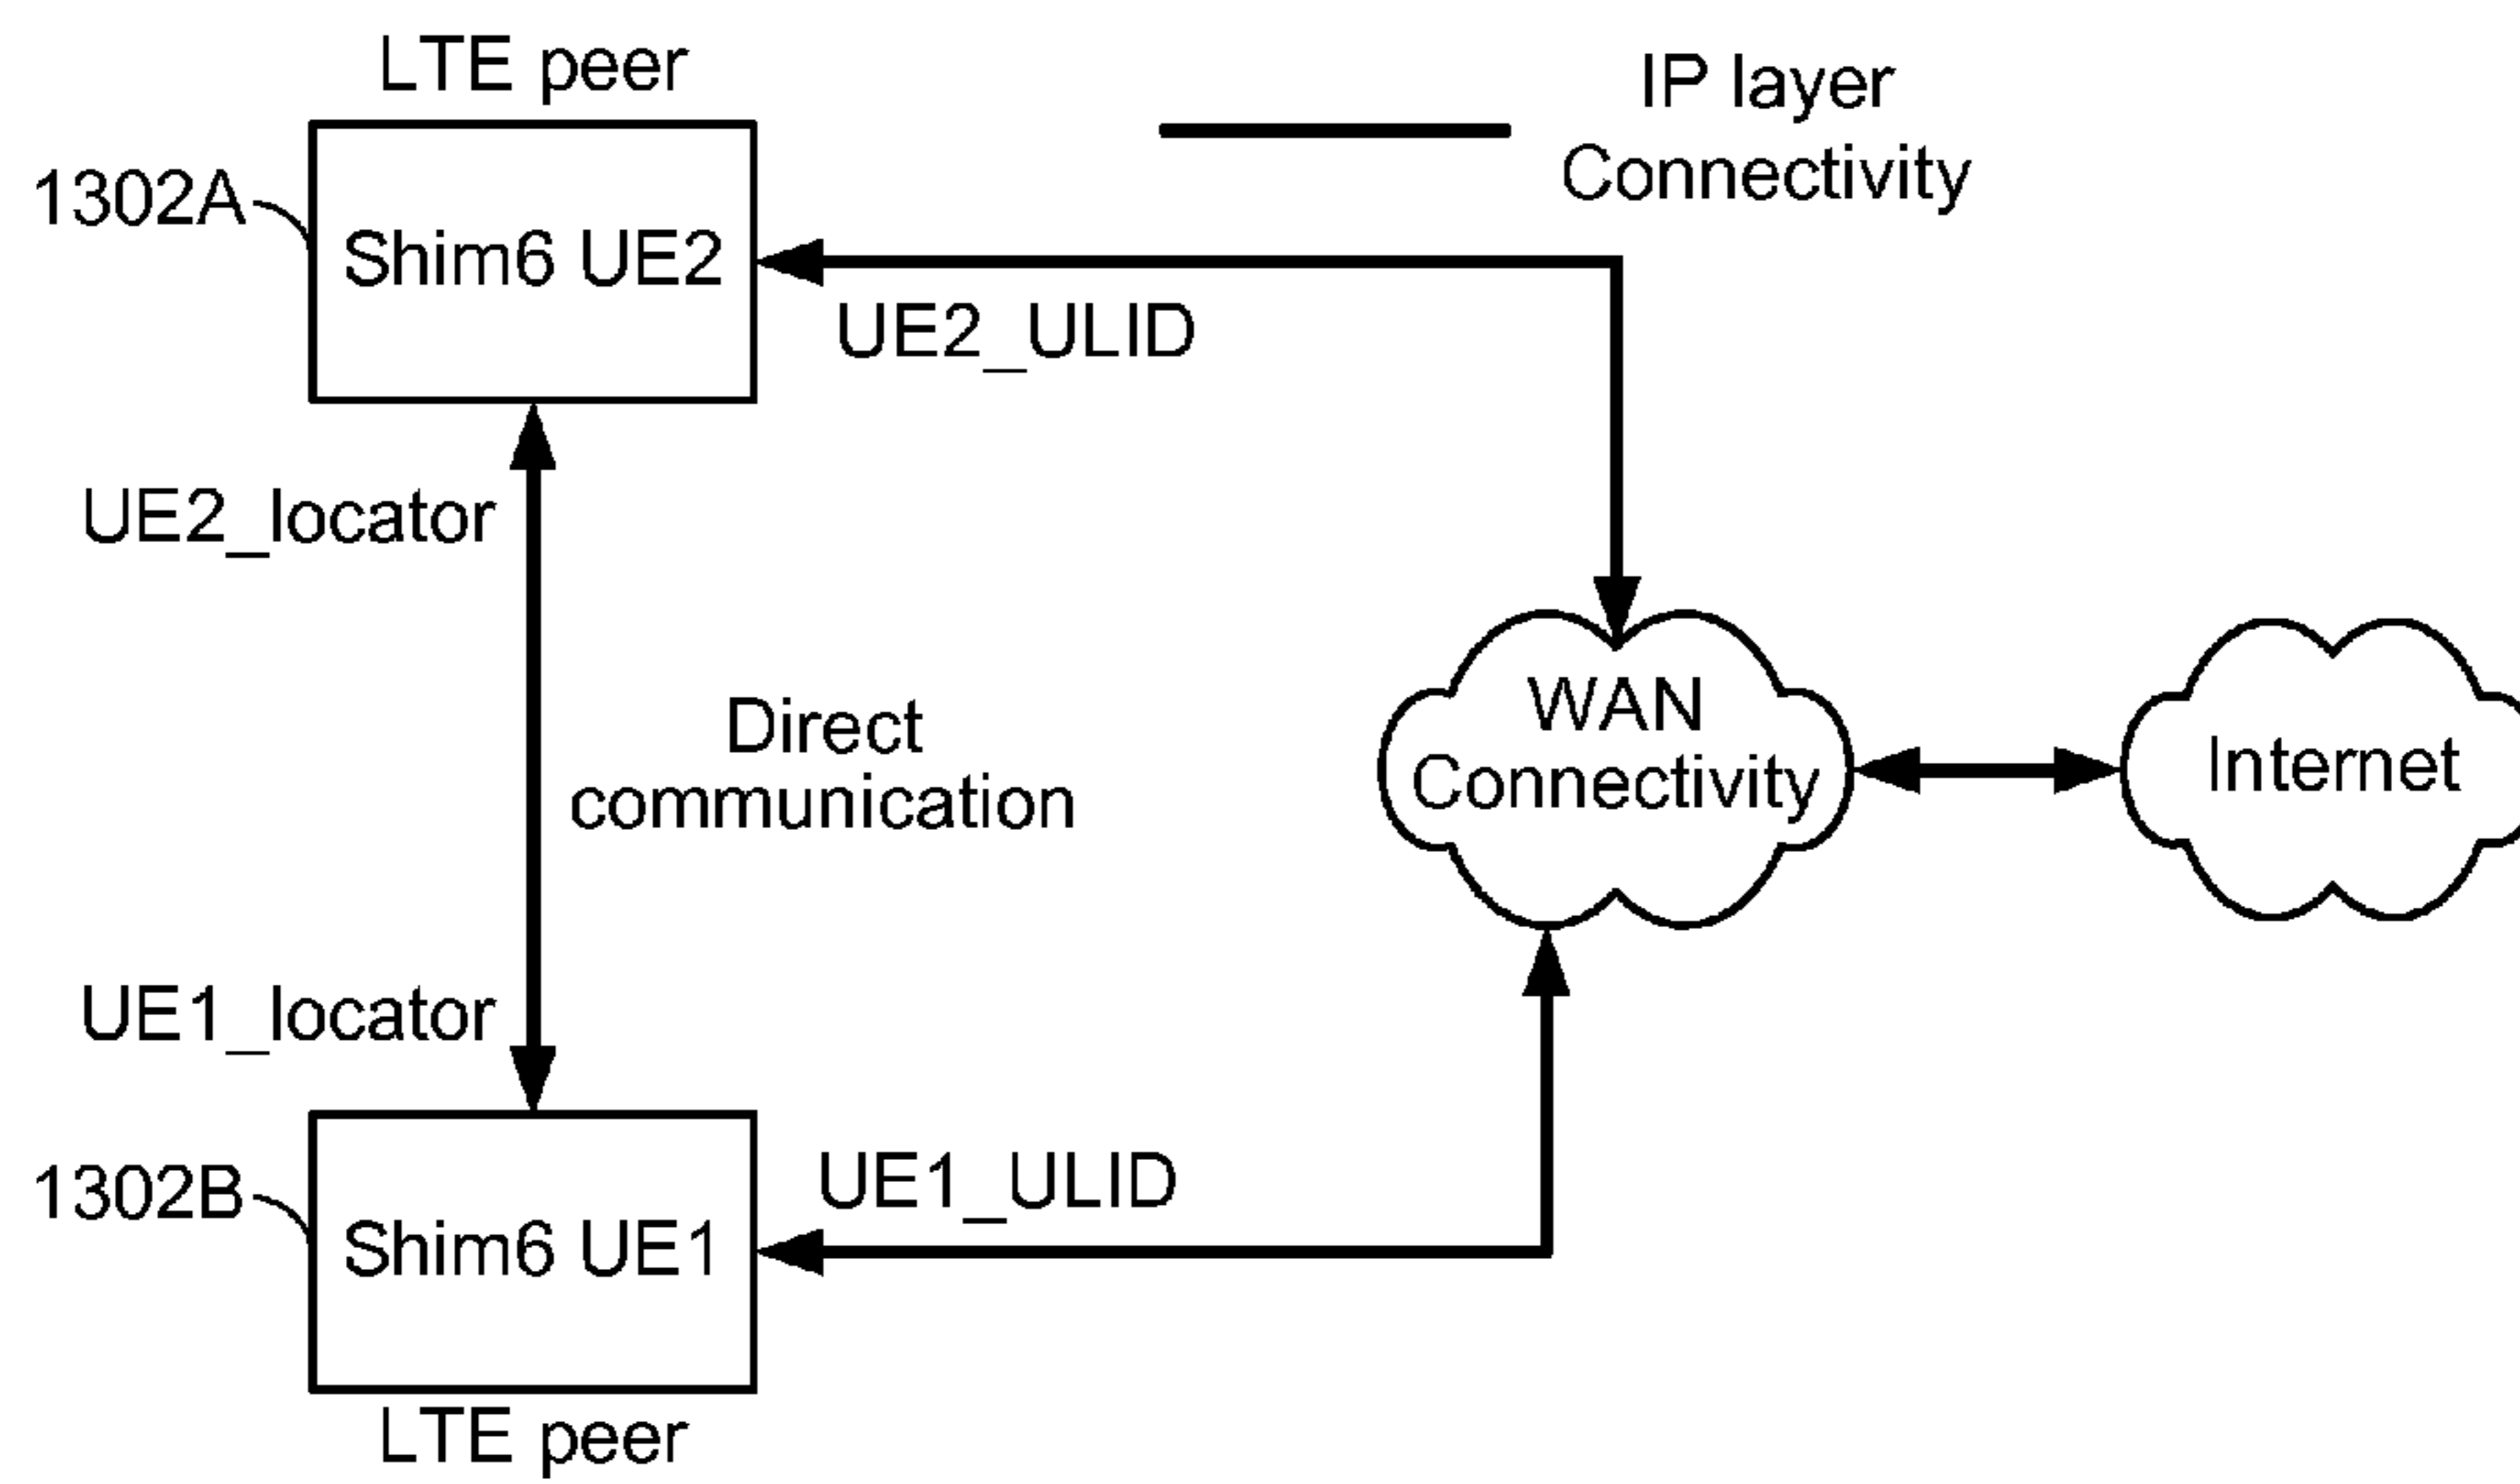 LTE peer
IP layer
Connectivity
1302A
Shim6 UE2
UE2_ULID
UE2_locator
WAN
Connectivity
Internet
Direct
communication
UE1_locator
1302B
UE1_ULID
Shim6 UE1
LTE peer